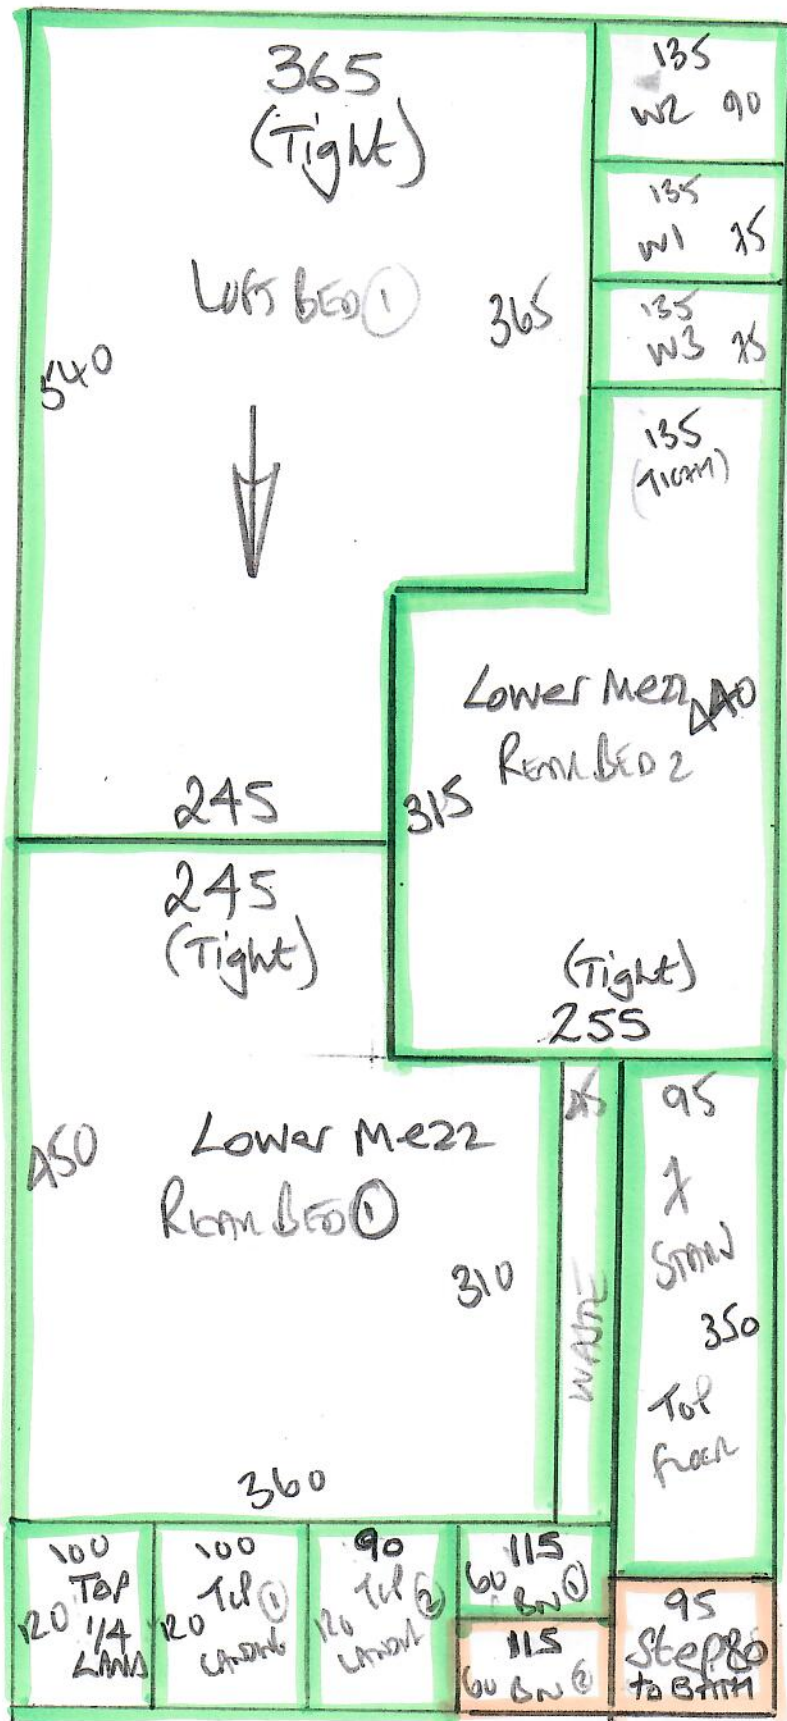 365
(Tight)
LOFT BED 1
365
540
245
135
W2 90
135
W1 75
135
W3 75
135
(TIGHT)
Lower Mezz 440
REAR BED 2
315
(Tight)
255
245
(Tight)
450
Lower Mezz
REAR BED 1
310
360
WASTE
95
7
STAIR
350
TOP
FLOOR
100
TOP
120 1/4
LAND
100
TOP 1
120 LANDING
90
TOP 2
120 LANDING
115
60 BN 1
115
60 BN 2
95
Step 80
to BATH